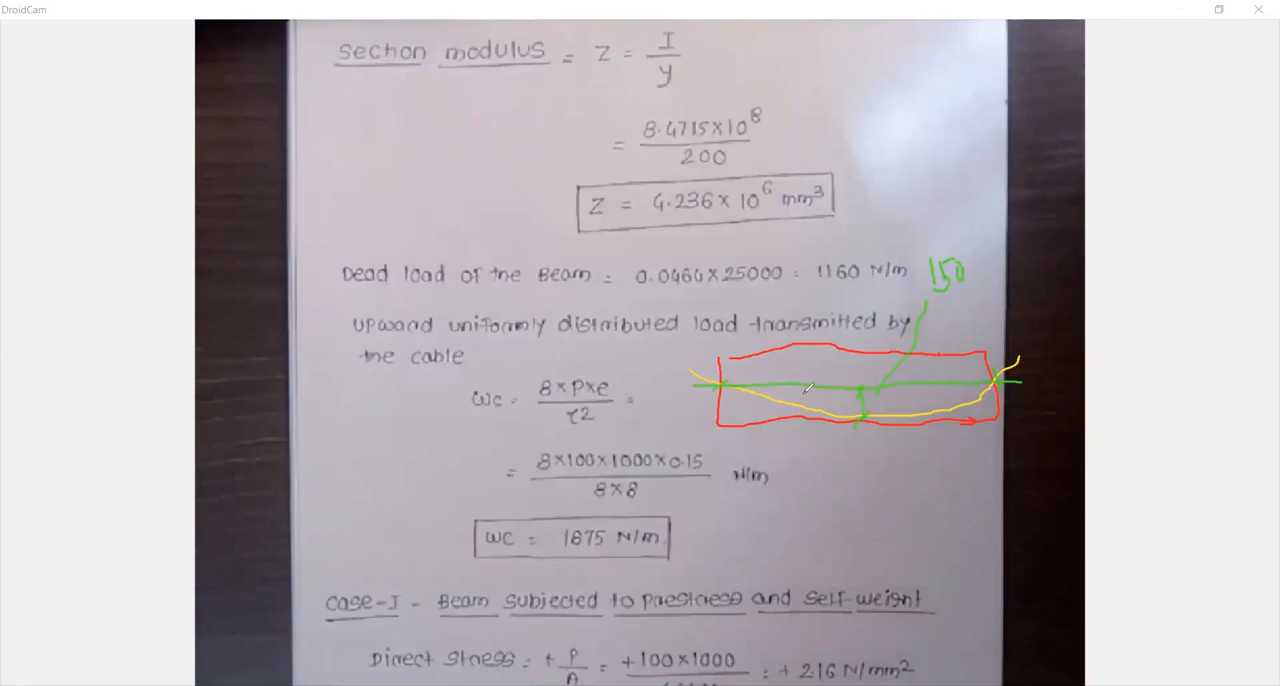 DroidCam
Section modulus = Z = I / y
= 8.4715×10^8 / 200
Z = 4.236 × 10^6 mm^3
Dead load of the Beam = 0.0464×25000 = 1160 N/m
150
upward uniformly distributed load transmitted by
the cable
wc = 8×P×e / l^2 =
= 8×100×1000×0.15 / 8×8 N/m
wc = 1875 N/m
Case-I - Beam subjected to Prestress and self-weight
Direct stress = + P/A = +100×1000 = +2.16 N/mm^2